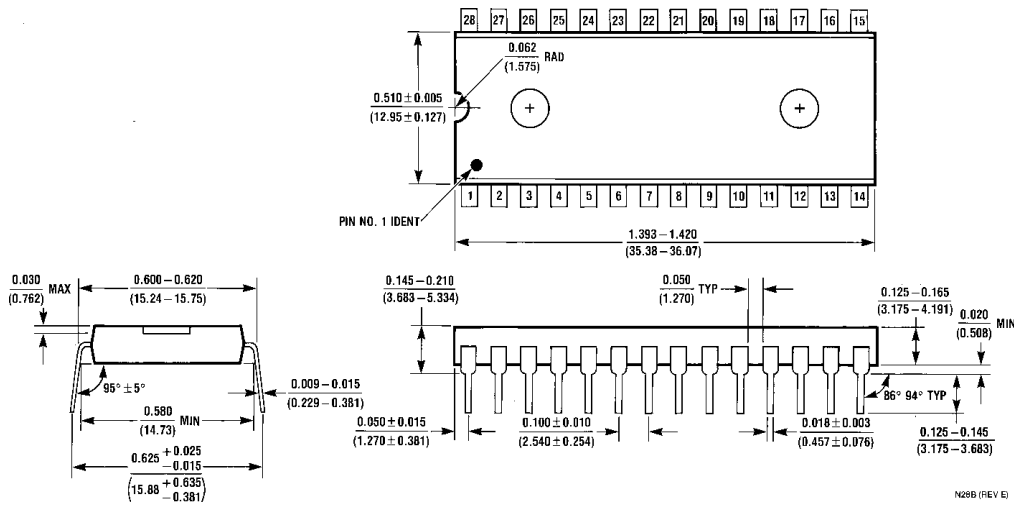 28 27 26 25 24 23 22 21 20 19 18 17 16 15
0.062
(1.575)
RAD
0.510 ± 0.005
(12.95 ± 0.127)
PIN NO. 1 IDENT
1 2 3 4 5 6 7 8 9 10 11 12 13 14
1.393 – 1.420
(35.38 – 36.07)
0.030
(0.762)
MAX
0.600 – 0.620
(15.24 – 15.75)
95° ± 5°
0.009 – 0.015
(0.229 – 0.381)
0.580
(14.73)
MIN
0.625 + 0.025
– 0.015
(15.88 + 0.635
– 0.381)
0.145 – 0.210
(3.683 – 5.334)
0.050
(1.270)
TYP
0.125 – 0.165
(3.175 – 4.191)
0.020
(0.508)
MIN
86° 94° TYP
0.050 ± 0.015
(1.270 ± 0.381)
0.100 ± 0.010
(2.540 ± 0.254)
0.018 ± 0.003
(0.457 ± 0.076)
0.125 – 0.145
(3.175 – 3.683)
N28B (REV E)